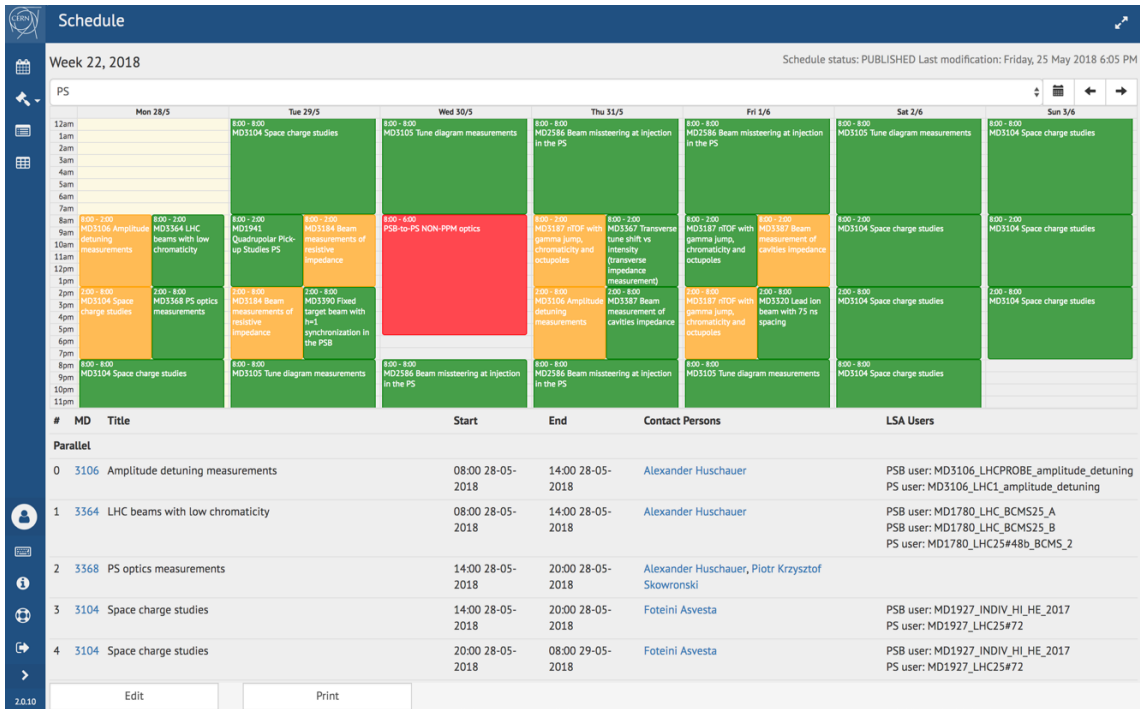 CERN
Schedule
Week 22, 2018
Schedule status: PUBLISHED Last modification: Friday, 25 May 2018 6:05 PM
PS
Mon 28/5 Tue 29/5 Wed 30/5 Thu 31/5 Fri 1/6 Sat 2/6 Sun 3/6
12am
1am
2am
3am
4am
5am
6am
7am
8am
9am
10am
11am
12pm
1pm
2pm
3pm
4pm
5pm
6pm
7pm
8pm
9pm
10pm
11pm
8:00 - 2:00
MD3106 Amplitude
detuning
measurements
8:00 - 2:00
MD3364 LHC
beams with low
chromaticity
2:00 - 8:00
MD3104 Space
charge studies
2:00 - 8:00
MD3368 PS optics
measurements
8:00 - 8:00
MD3104 Space charge studies
8:00 - 8:00
MD3104 Space charge studies
8:00 - 2:00
MD1941
Quadrupolar Pick-
up Studies PS
8:00 - 2:00
MD3184 Beam
measurements of
resistive
impedance
2:00 - 8:00
MD3184 Beam
measurements of
resistive
impedance
2:00 - 8:00
MD3390 Fixed
target beam with
h=1
synchronization in
the PSB
8:00 - 8:00
MD3105 Tune diagram measurements
8:00 - 8:00
MD3105 Tune diagram measurements
8:00 - 6:00
PSB-to-PS NON-PPM optics
8:00 - 8:00
MD2586 Beam missteering at injection
in the PS
8:00 - 8:00
MD2586 Beam missteering at injection
in the PS
8:00 - 2:00
MD3187 nTOF with
gamma jump,
chromaticity and
octupoles
8:00 - 2:00
MD3367 Transverse
tune shift vs
intensity
(transverse
impedance
measurement)
2:00 - 8:00
MD3106 Amplitude
detuning
measurements
2:00 - 8:00
MD3387 Beam
measurement of
cavities impedance
8:00 - 8:00
MD2586 Beam missteering at injection
in the PS
8:00 - 8:00
MD2586 Beam missteering at injection
in the PS
8:00 - 2:00
MD3187 nTOF with
gamma jump,
chromaticity and
octupoles
8:00 - 2:00
MD3387 Beam
measurement of
cavities impedance
2:00 - 8:00
MD3187 nTOF with
gamma jump,
chromaticity and
octupoles
2:00 - 8:00
MD3320 Lead ion
beam with 75 ns
spacing
8:00 - 8:00
MD3105 Tune diagram measurements
8:00 - 8:00
MD3105 Tune diagram measurements
8:00 - 2:00
MD3104 Space charge studies
2:00 - 8:00
MD3104 Space charge studies
8:00 - 8:00
MD3104 Space charge studies
8:00 - 8:00
MD3104 Space charge studies
8:00 - 2:00
MD3104 Space charge studies
2:00 - 8:00
MD3104 Space charge studies
# MD Title Start End Contact Persons LSA Users
Parallel
0 3106 Amplitude detuning measurements 08:00 28-05- 14:00 28-05- Alexander Huschauer PSB user: MD3106_LHCPROBE_amplitude_detuning
2018 2018 PS user: MD3106_LHC1_amplitude_detuning
1 3364 LHC beams with low chromaticity 08:00 28-05- 14:00 28-05- Alexander Huschauer PSB user: MD1780_LHC_BCMS25_A
2018 2018 PSB user: MD1780_LHC_BCMS25_B
PS user: MD1780_LHC25#48b_BCMS_2
2 3368 PS optics measurements 14:00 28-05- 20:00 28-05- Alexander Huschauer, Piotr Krzysztof
2018 2018 Skowronski
3 3104 Space charge studies 14:00 28-05- 20:00 28-05- Foteini Asvesta PSB user: MD1927_INDIV_HI_HE_2017
2018 2018 PS user: MD1927_LHC25#72
4 3104 Space charge studies 20:00 28-05- 08:00 29-05- Foteini Asvesta PSB user: MD1927_INDIV_HI_HE_2017
2018 2018 PS user: MD1927_LHC25#72
Edit Print
2.0.10